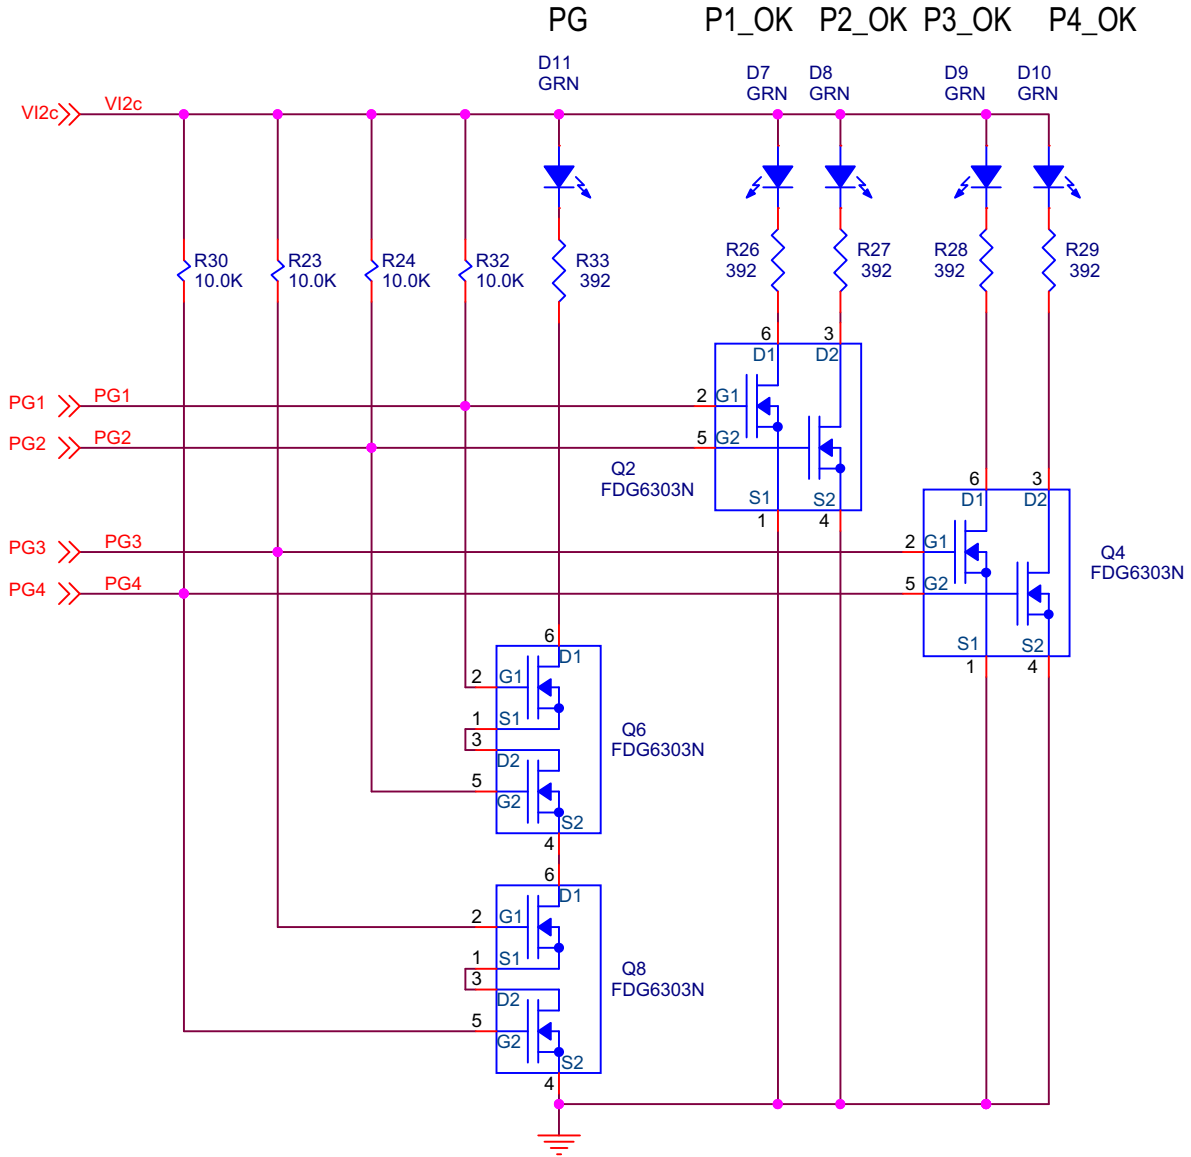 PG P1_OK P2_OK P3_OK P4_OK
D11 GRN
D7 GRN
D8 GRN
D9 GRN
D10 GRN
VI2c VI2c
R30 10.0K
R23 10.0K
R24 10.0K
R32 10.0K
R33 392
R26 392
R27 392
R28 392
R29 392
6 3
D1 D2
PG1 PG1 2 G1
PG2 PG2 5 G2
Q2
FDG6303N
S1 S2
1 4
6 3
D1 D2
PG3 PG3 2 G1
PG4 PG4 5 G2
Q4
FDG6303N
S1 S2
1 4
6
D1
2 G1
1 S1
3
D2
5
G2
S2
4
Q6
FDG6303N
6
D1
2 G1
1 S1
3
D2
5
G2
S2
4
Q8
FDG6303N